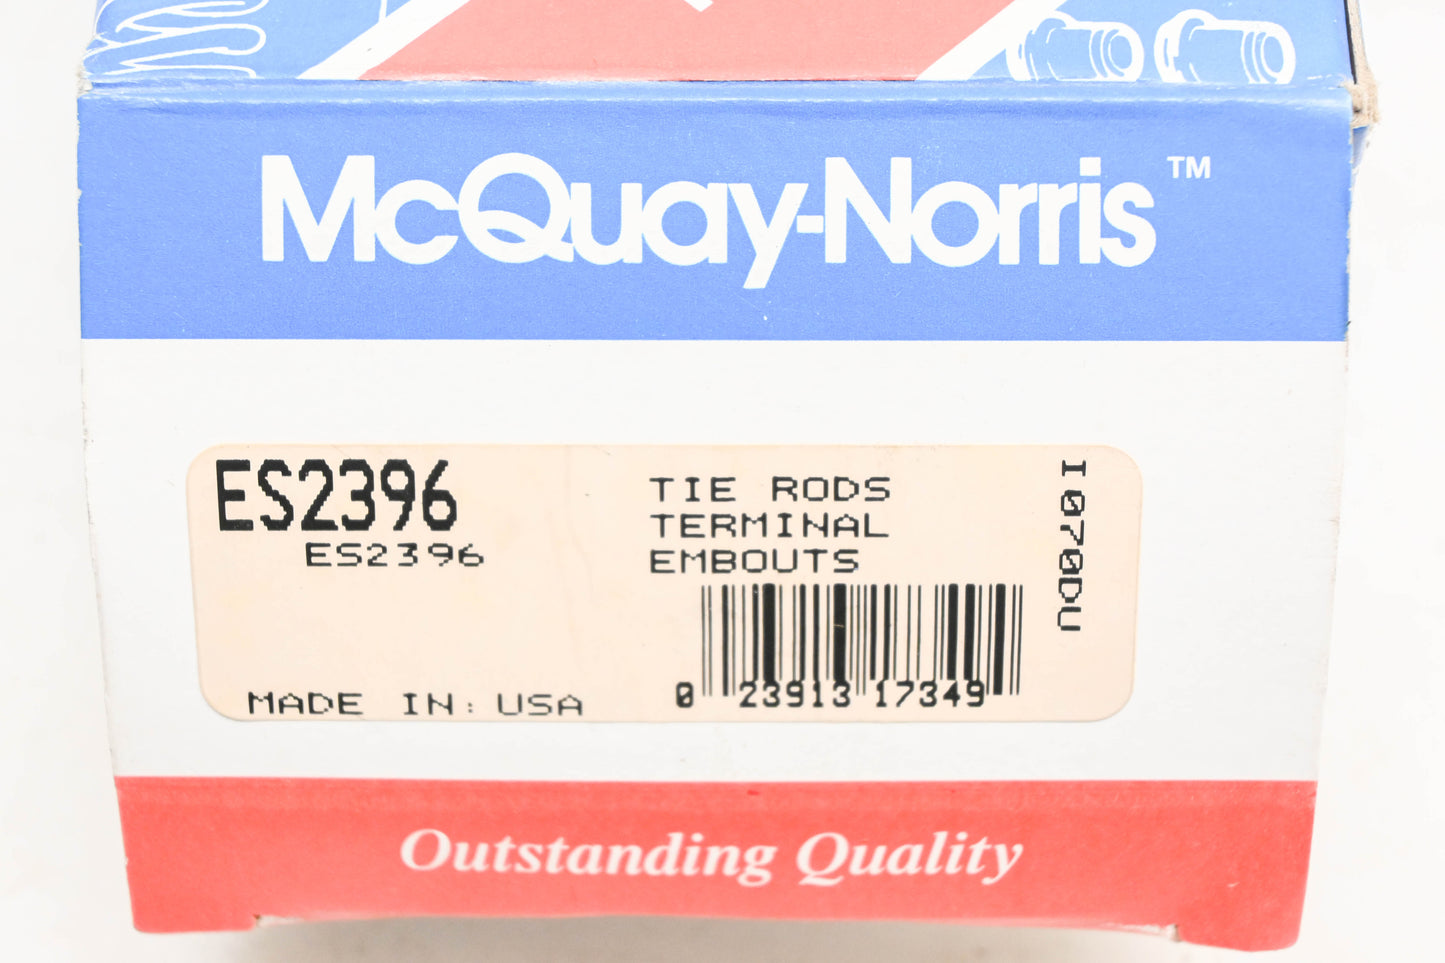 McQuay-Norris™
ES2396
ES2396
TIE RODS
TERMINAL
EMBOUTS
I070DU
0 23913 17349
MADE IN: USA
Outstanding Quality